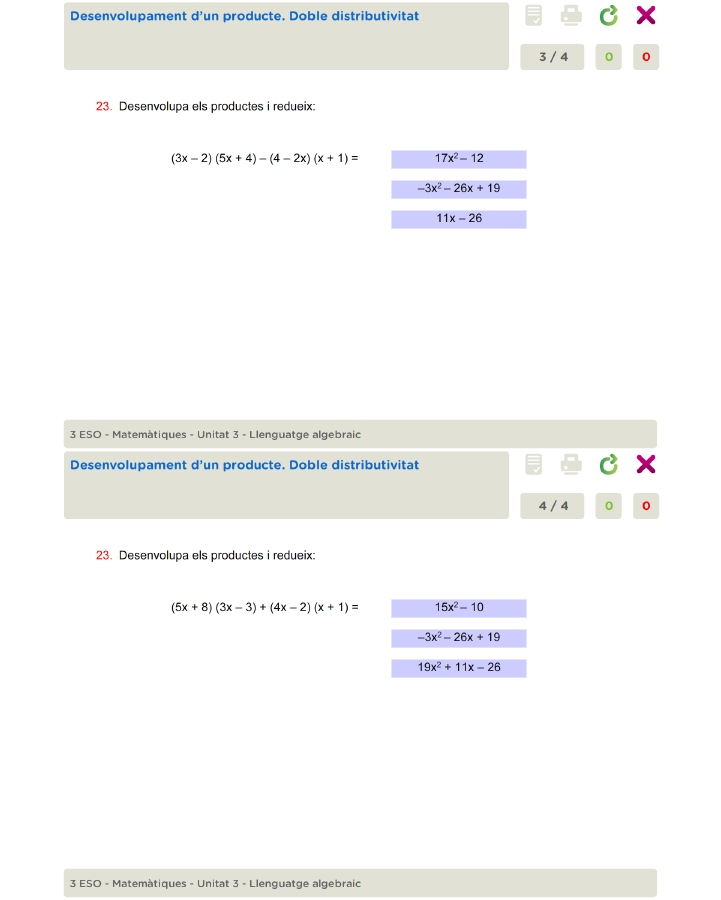 Desenvolupament d'un producte. Doble distributivitat
3 / 4 0 0
23. Desenvolupa els productes i redueix:
(3x – 2) (5x + 4) – (4 – 2x) (x + 1) = 17x² – 12
–3x² – 26x + 19
11x – 26
3 ESO - Matemàtiques - Unitat 3 - Llenguatge algebraic
Desenvolupament d'un producte. Doble distributivitat
4 / 4 0 0
23. Desenvolupa els productes i redueix:
(5x + 8) (3x – 3) + (4x – 2) (x + 1) = 15x² – 10
–3x² – 26x + 19
19x² + 11x – 26
3 ESO - Matemàtiques - Unitat 3 - Llenguatge algebraic